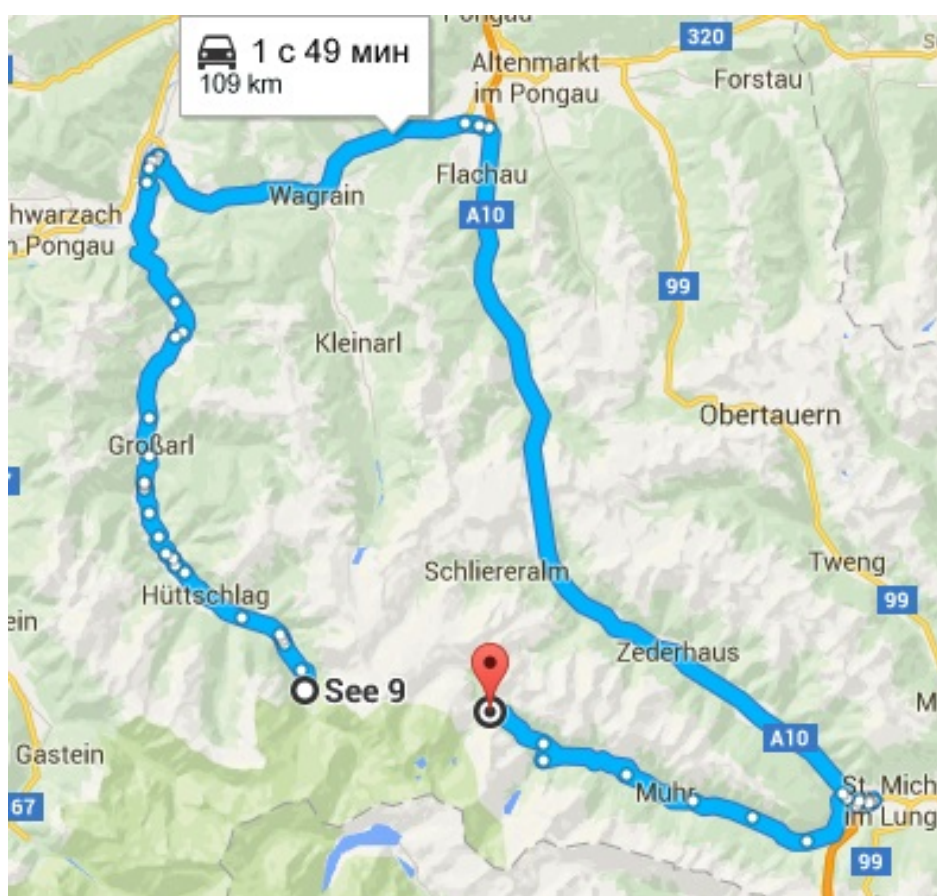 Pongau
320
1 с 49 мин
109 km
Altenmarkt
im Pongau
Forstau
Flachau
Wagrain
hwarzach
n Pongau
A10
99
Kleinarl
Obertauern
Großarl
Tweng
Schliereralm
Hüttschlag
99
ein
Zederhaus
See 9
M
Gastein
A10
67
Muhr
St. Mich
im Lung
99